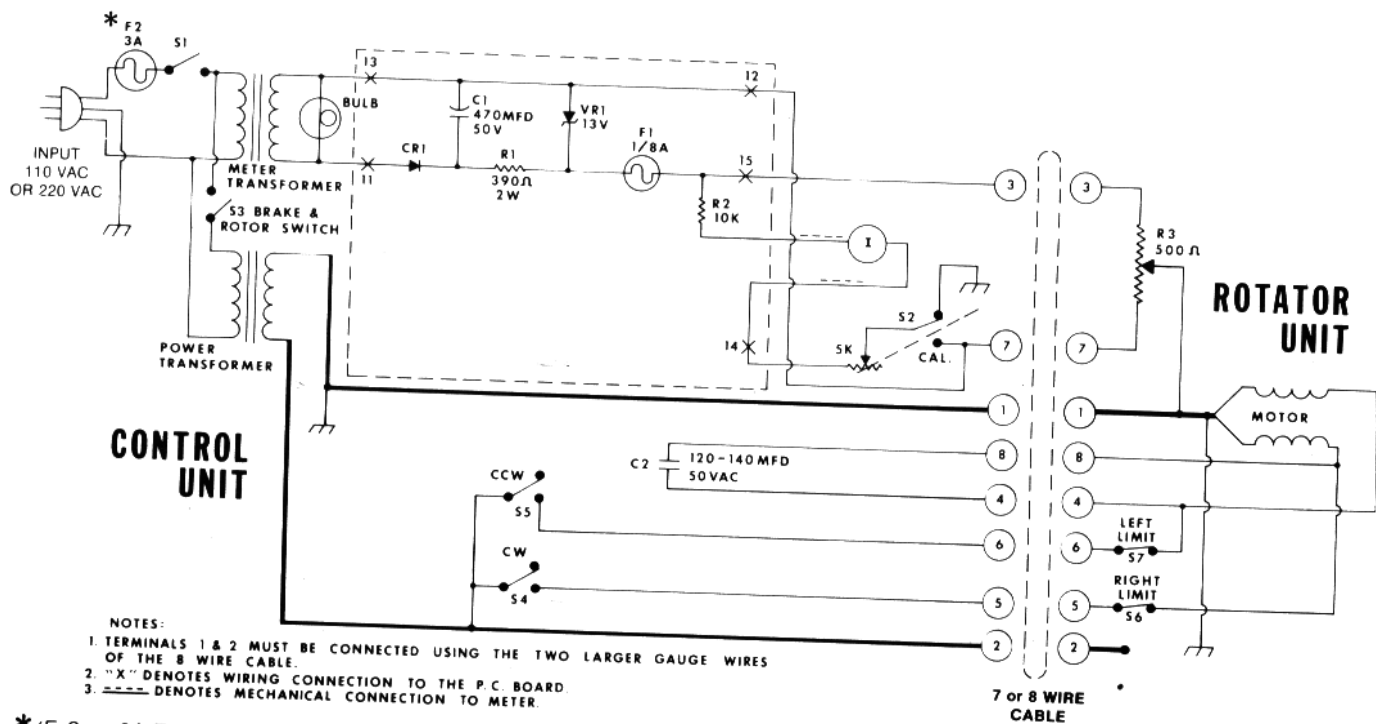 *
F2
3A
S1
INPUT
110 VAC
OR 220 VAC
METER
TRANSFORMER
BULB
13
11
CR1
C1
470MFD
50V
R1
390Ω
2W
VR1
13V
F1
1/8A
12
15
R2
10K
I
14
5K
S2
CAL.
S3 BRAKE &
ROTOR SWITCH
POWER
TRANSFORMER
3
3
R3
500Ω
7
7
ROTATOR
UNIT
1
1
MOTOR
CONTROL
UNIT
C2
120-140MFD
50VAC
8
8
4
4
CCW
S5
6
6
LEFT
LIMIT
S7
CW
S4
5
5
RIGHT
LIMIT
S6
2
2
NOTES:
1. TERMINALS 1 & 2 MUST BE CONNECTED USING THE TWO LARGER GAUGE WIRES
OF THE 8 WIRE CABLE.
2. "X" DENOTES WIRING CONNECTION TO THE P.C. BOARD.
3. ---- DENOTES MECHANICAL CONNECTION TO METER.
7 or 8 WIRE
CABLE
*